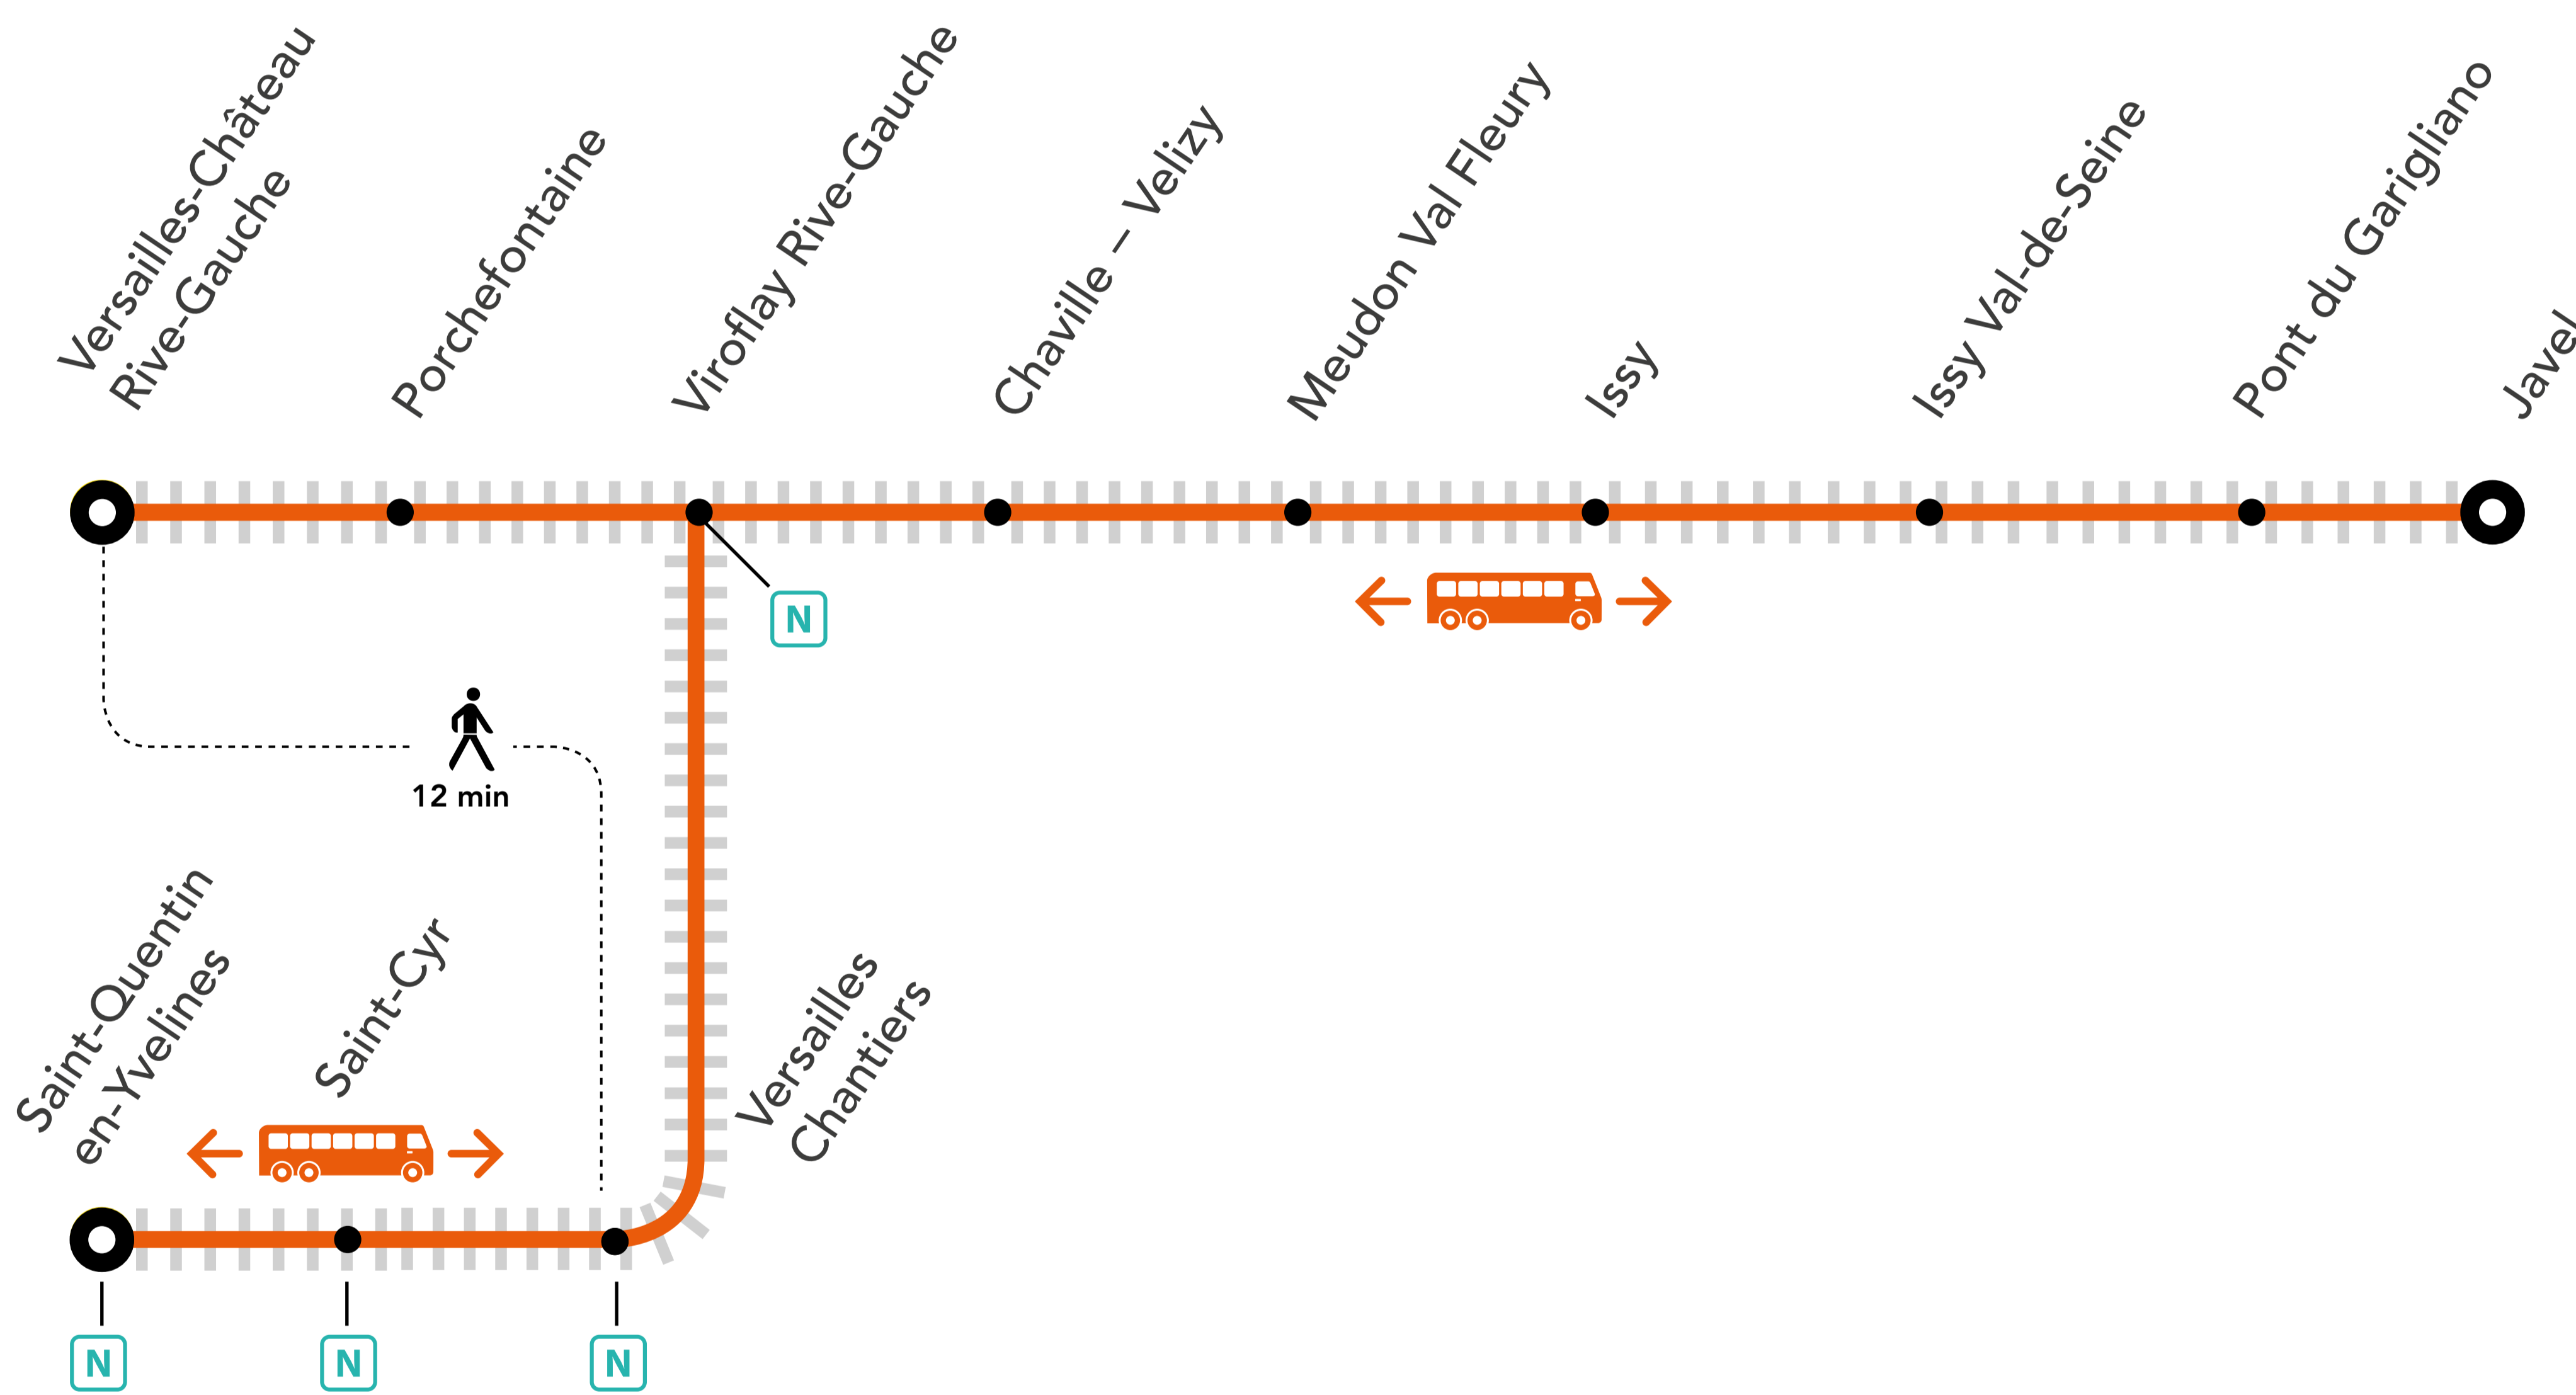 Versailles-Château
Rive-Gauche
Porchefontaine
Viroflay Rive-Gauche
Chaville – Velizy
Meudon Val Fleury
Issy
Issy Val-de-Seine
Pont du Garigliano
Javel
N
12 min
Saint-Quentin
en-Yvelines
Saint-Cyr
Versailles
Chantiers
N
N
N